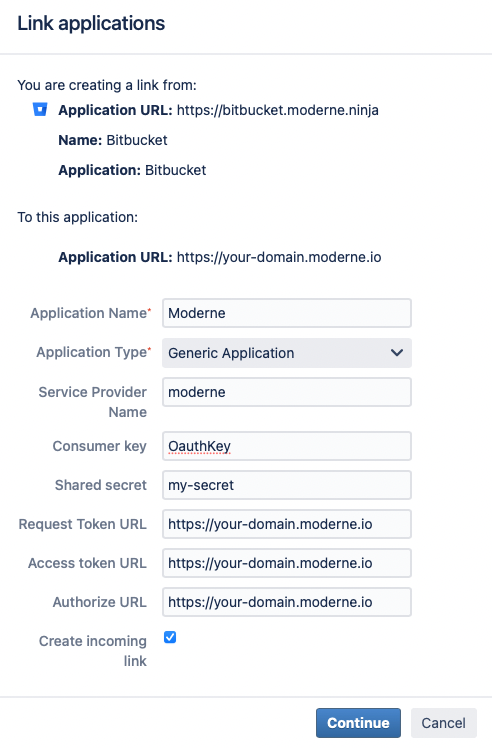 Link applications
You are creating a link from:
Application URL: https://bitbucket.moderne.ninja
Name: Bitbucket
Application: Bitbucket
To this application:
Application URL: https://your-domain.moderne.io
Application Name* Moderne
Application Type* Generic Application
Service Provider Name moderne
Consumer key OauthKey
Shared secret my-secret
Request Token URL https://your-domain.moderne.io
Access token URL https://your-domain.moderne.io
Authorize URL https://your-domain.moderne.io
Create incoming link
Continue Cancel